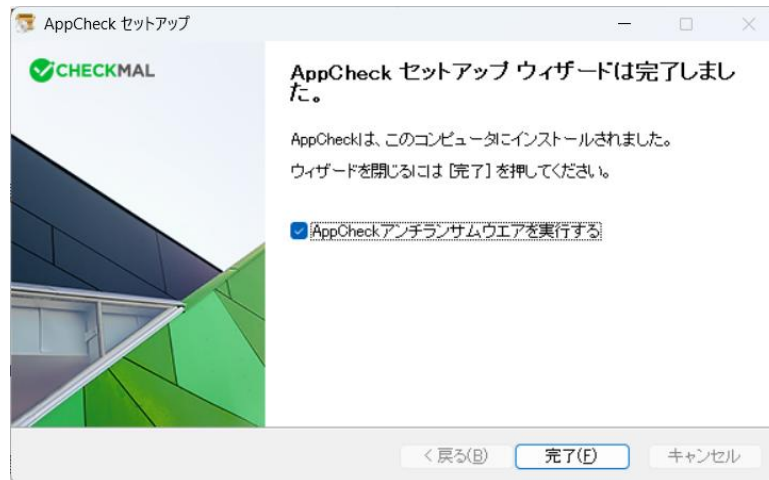 AppCheck セットアップ
CHECKMAL
AppCheck セットアップ ウィザードは完了しまし
た。
AppCheckは、このコンピュータにインストールされました。
ウィザードを閉じるには [完了] を押してください。
AppCheckアンチランサムウエアを実行する
< 戻る(B)
完了(F)
キャンセル